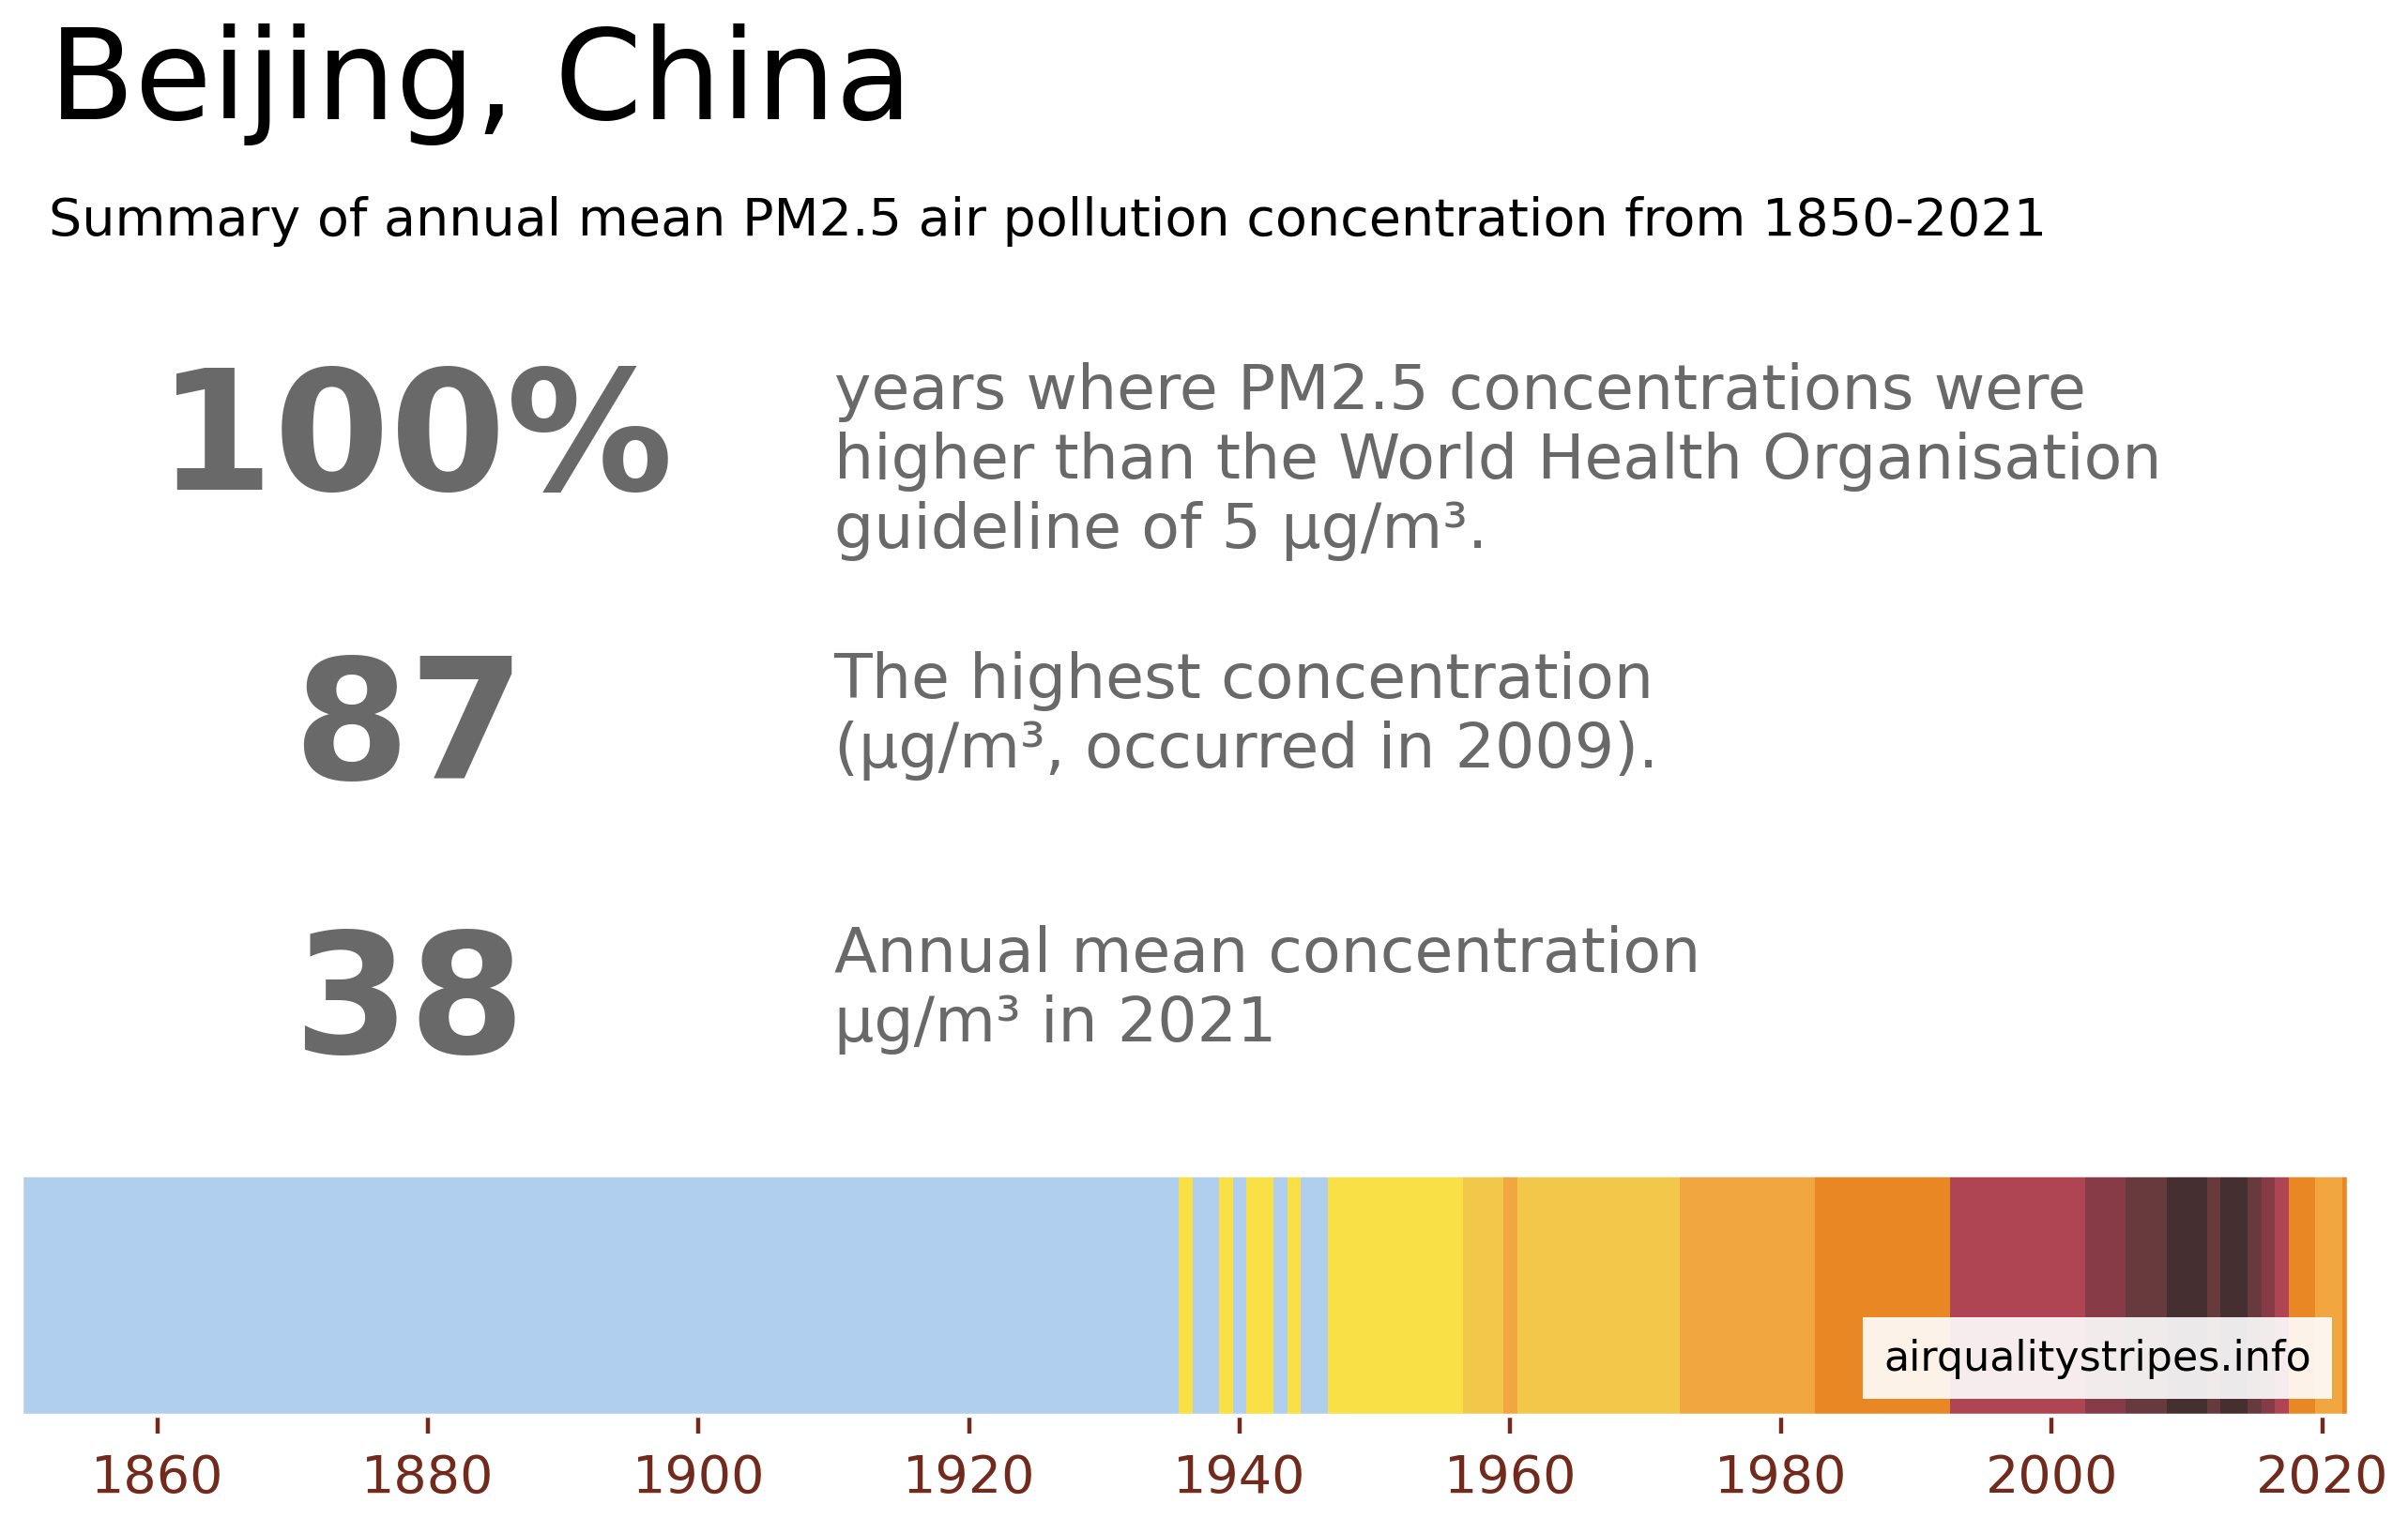 Beijing, China
Summary of annual mean PM2.5 air pollution concentration from 1850-2021
100%
years where PM2.5 concentrations were
higher than the World Health Organisation
guideline of 5 µg/m³.
87
The highest concentration
(µg/m³, occurred in 2009).
38
Annual mean concentration
µg/m³ in 2021
airqualitystripes.info
1860 1880 1900 1920 1940 1960 1980 2000 2020